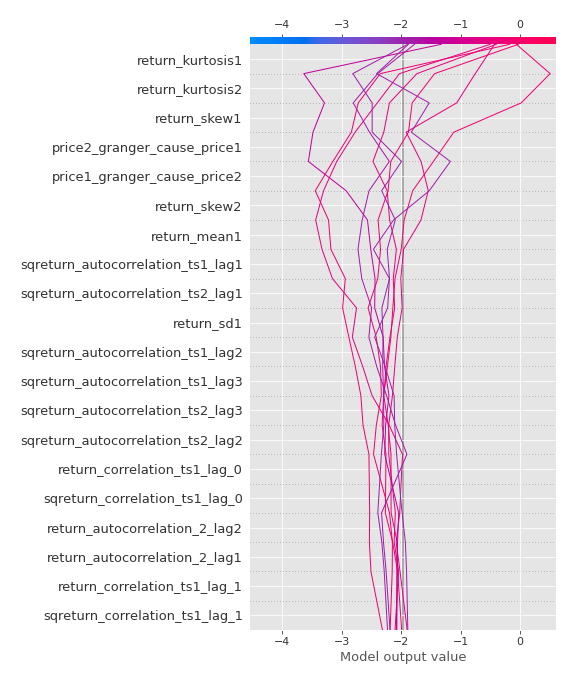 −4 −3 −2 −1 0
return_kurtosis1
return_kurtosis2
return_skew1
price2_granger_cause_price1
price1_granger_cause_price2
return_skew2
return_mean1
sqreturn_autocorrelation_ts1_lag1
sqreturn_autocorrelation_ts2_lag1
return_sd1
sqreturn_autocorrelation_ts1_lag2
sqreturn_autocorrelation_ts1_lag3
sqreturn_autocorrelation_ts2_lag3
sqreturn_autocorrelation_ts2_lag2
return_correlation_ts1_lag_0
sqreturn_correlation_ts1_lag_0
return_autocorrelation_2_lag2
return_autocorrelation_2_lag1
return_correlation_ts1_lag_1
sqreturn_correlation_ts1_lag_1
−4 −3 −2 −1 0
Model output value